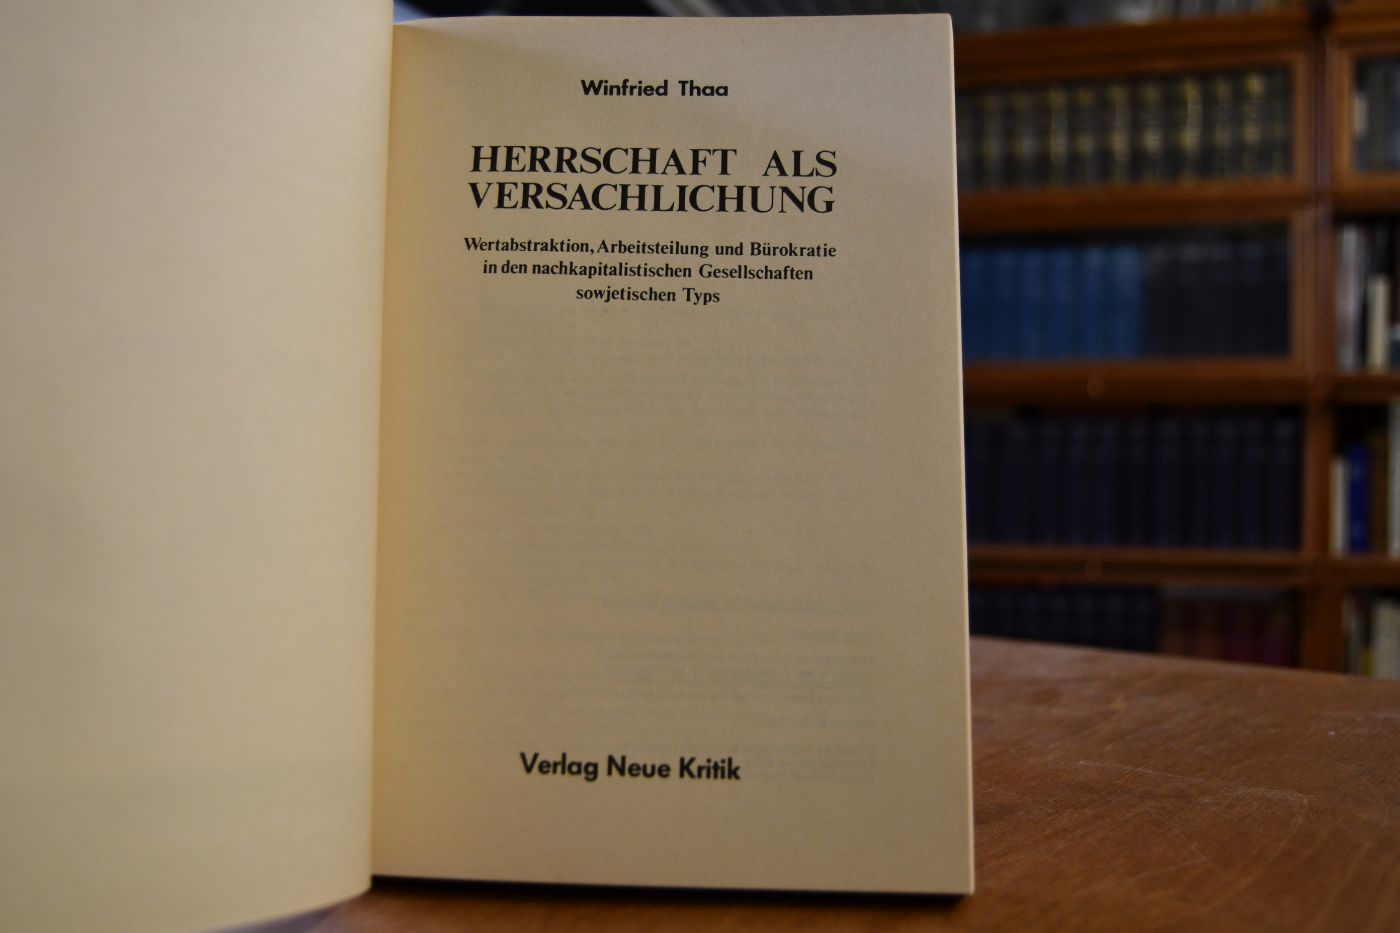 Winfried Thaa
HERRSCHAFT ALS
VERSACHLICHUNG
Wertabstraktion, Arbeitsteilung und Bürokratie
in den nachkapitalistischen Gesellschaften
sowjetischen Typs
Verlag Neue Kritik